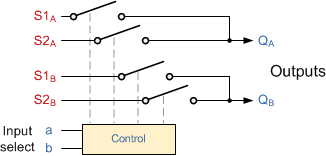 S1A
S2A
QA
S1B
S2B
QB
Outputs
Input a
select b
Control